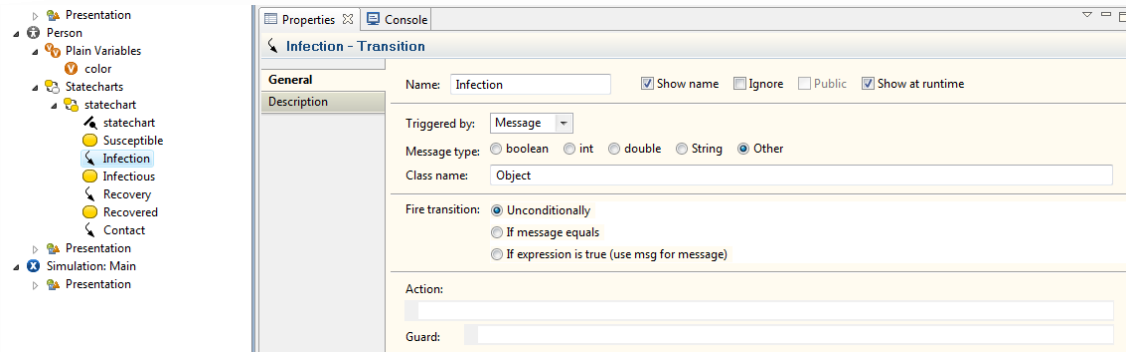 Presentation
Person
Plain Variables
color
Statecharts
statechart
statechart
Susceptible
Infection
Infectious
Recovery
Recovered
Contact
Presentation
Simulation: Main
Presentation
Properties Console
Infection - Transition
General
Description
Name: Infection Show name Ignore Public Show at runtime
Triggered by: Message
Message type: boolean int double String Other
Class name: Object
Fire transition: Unconditionally
If message equals
If expression is true (use msg for message)
Action:
Guard: